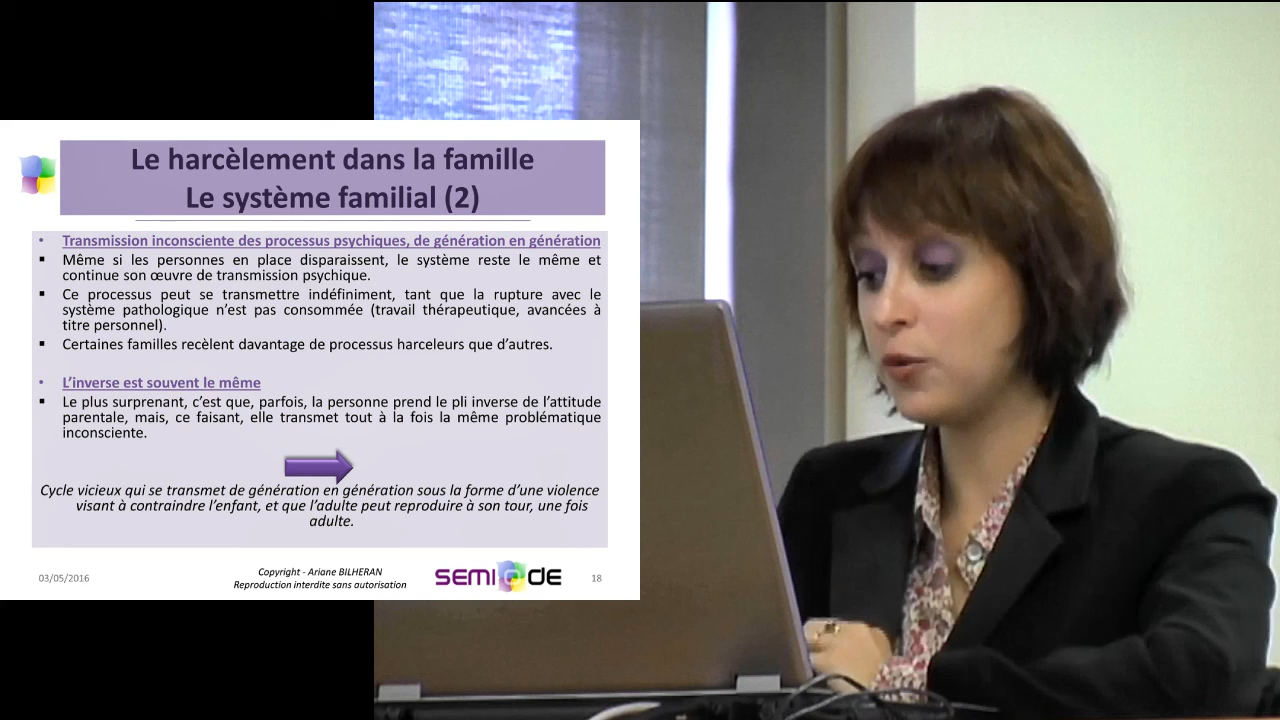 Le harcèlement dans la famille
Le système familial (2)
• Transmission inconsciente des processus psychiques, de génération en génération
▪ Même si les personnes en place disparaissent, le système reste le même et
continue son œuvre de transmission psychique.
▪ Ce processus peut se transmettre indéfiniment, tant que la rupture avec le
système pathologique n’est pas consommée (travail thérapeutique, avancées à
titre personnel).
▪ Certaines familles recèlent davantage de processus harceleurs que d’autres.
• L’inverse est souvent le même
▪ Le plus surprenant, c’est que, parfois, la personne prend le pli inverse de l’attitude
parentale, mais, ce faisant, elle transmet tout à la fois la même problématique
inconsciente.
Cycle vicieux qui se transmet de génération en génération sous la forme d’une violence
visant à contraindre l’enfant, et que l’adulte peut reproduire à son tour, une fois
adulte.
03/05/2016
Copyright - Ariane BILHERAN
Reproduction interdite sans autorisation
SEMIODE
18